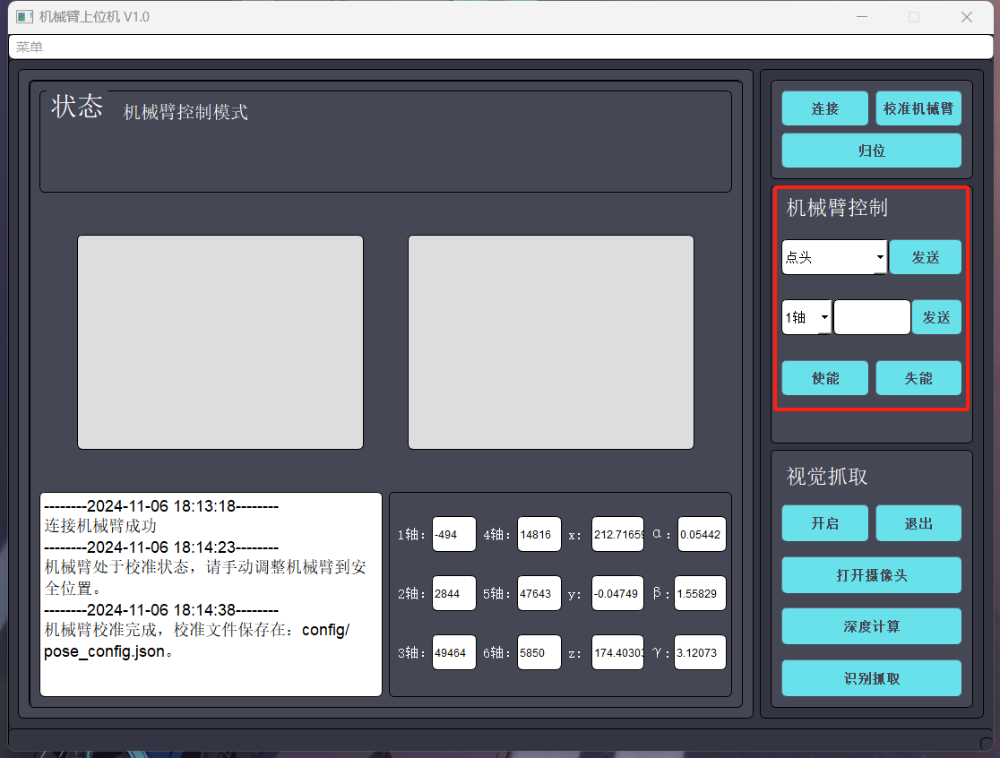 机械臂上位机 V1.0
菜单
状态 机械臂控制模式
--------2024-11-06 18:13:18--------
连接机械臂成功
--------2024-11-06 18:14:23--------
机械臂处于校准状态，请手动调整机械臂到安
全位置。
--------2024-11-06 18:14:38--------
机械臂校准完成，校准文件保存在：config/
pose_config.json。
1轴: -494 4轴: 14816 x: 212.71659 α: 0.05442
2轴: 2844 5轴: 47643 y: -0.04749 β: 1.55829
3轴: 49464 6轴: 5850 z: 174.40303 γ: 3.12073
连接 校准机械臂
归位
机械臂控制
点头 发送
1轴 发送
使能 失能
视觉抓取
开启 退出
打开摄像头
深度计算
识别抓取